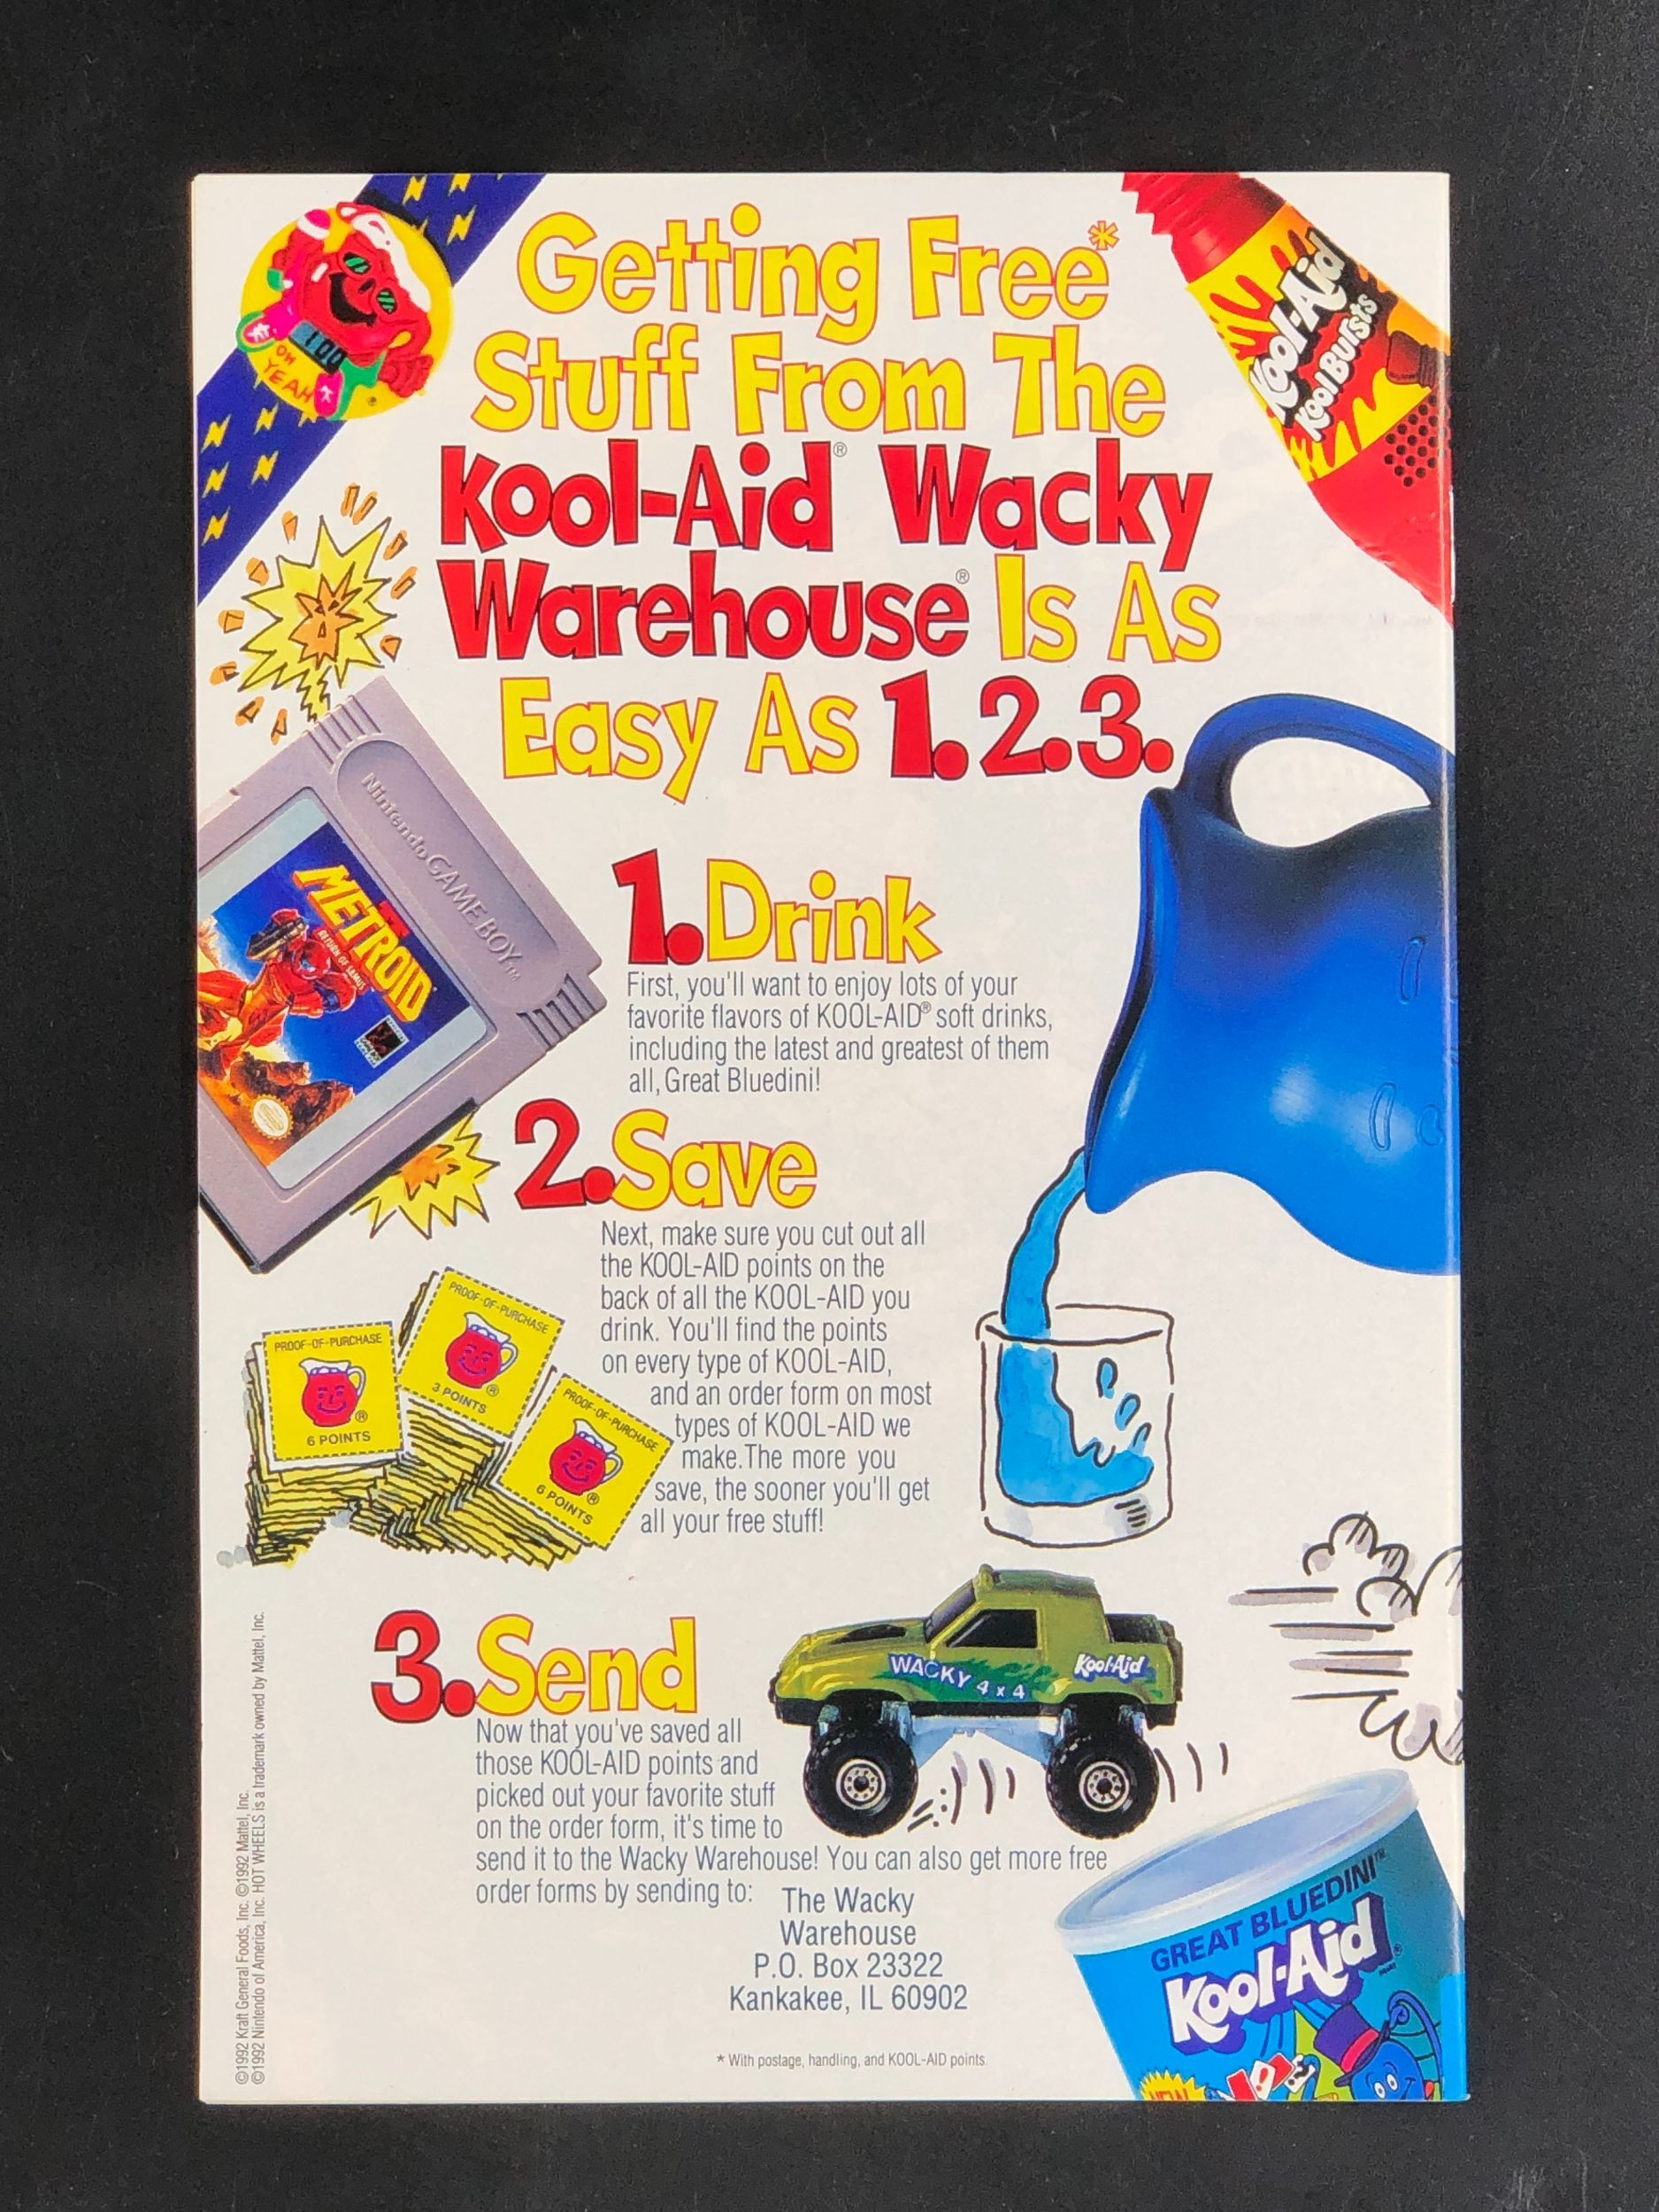 Getting Free*
Stuff From The
Kool-Aid® Wacky
Warehouse® Is As
Easy As 1.2.3.
1:00
OH
YEAH
Kool-Aid
Kool Bursts
Nintendo GAME BOY™
METROID
RETURN OF SAMUS
1.Drink
First, you'll want to enjoy lots of your
favorite flavors of KOOL-AID® soft drinks,
including the latest and greatest of them
all, Great Bluedini!
2.Save
Next, make sure you cut out all
the KOOL-AID points on the
back of all the KOOL-AID you
drink. You'll find the points
on every type of KOOL-AID,
and an order form on most
types of KOOL-AID we
make.The more you
save, the sooner you'll get
all your free stuff!
PROOF-OF-PURCHASE
®
6 POINTS
PROOF-OF-PURCHASE
®
3 POINTS
PROOF-OF-PURCHASE
®
6 POINTS
3.Send
Now that you've saved all
those KOOL-AID points and
picked out your favorite stuff
on the order form, it's time to
send it to the Wacky Warehouse! You can also get more free
order forms by sending to:
The Wacky
Warehouse
P.O. Box 23322
Kankakee, IL 60902
* With postage, handling, and KOOL-AID points.
WACKY 4 x 4
Kool-Aid
GREAT BLUEDINI™
Kool-Aid
NEW
©1992 Kraft General Foods, Inc. ©1992 Mattel, Inc.
©1992 Nintendo of America, Inc. HOT WHEELS is a trademark owned by Mattel, Inc.